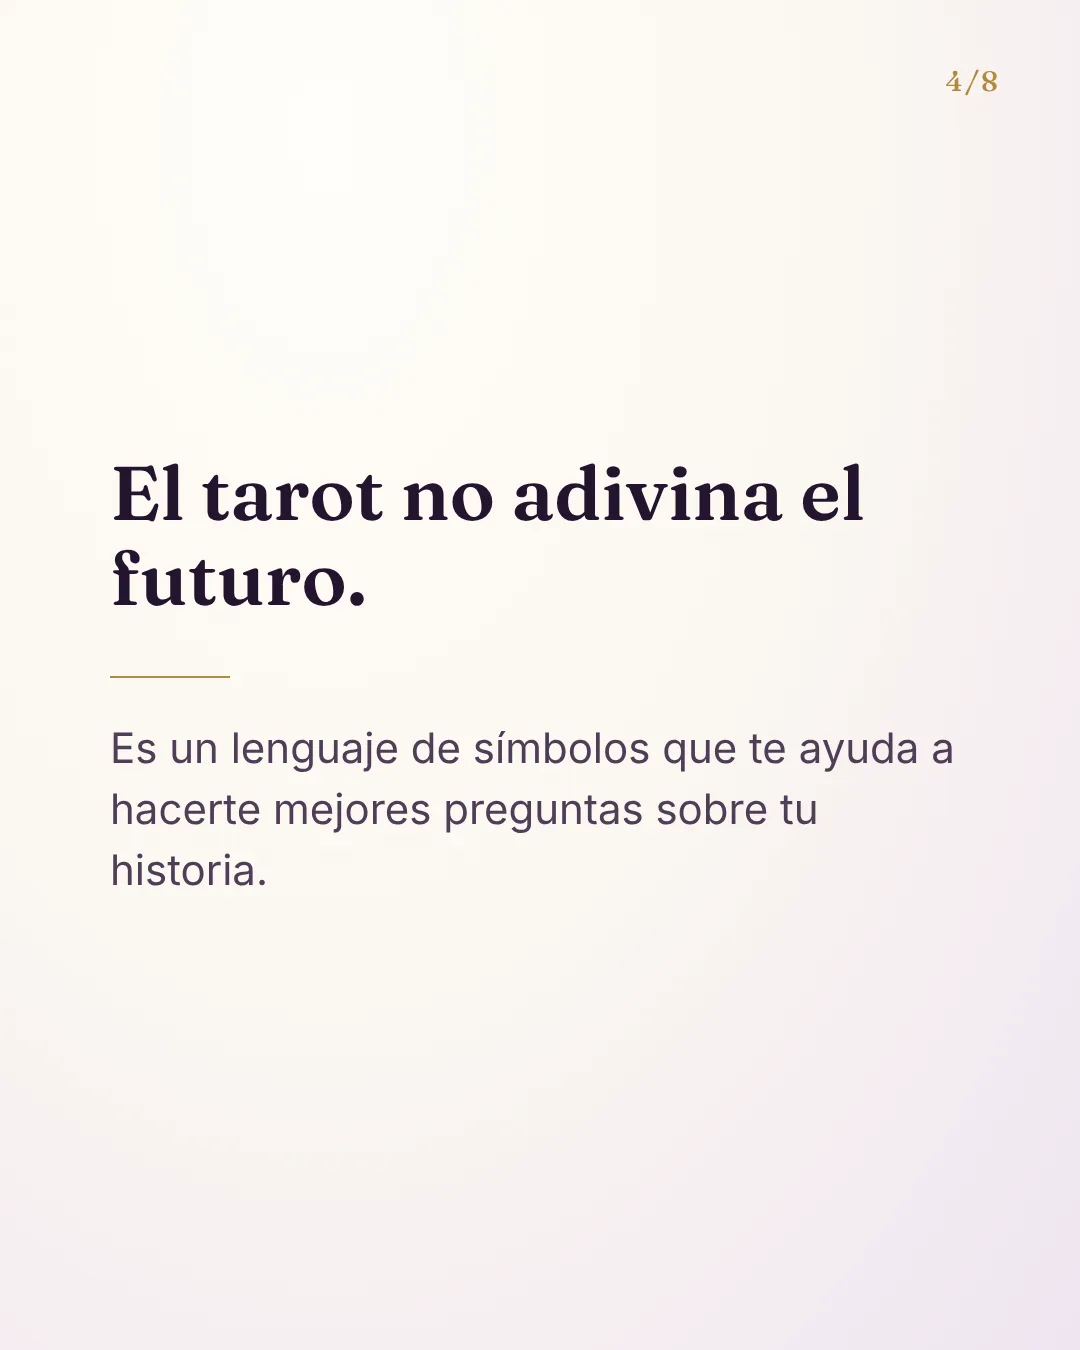 4/8
El tarot no adivina el
futuro.
Es un lenguaje de símbolos que te ayuda a
hacerte mejores preguntas sobre tu
historia.